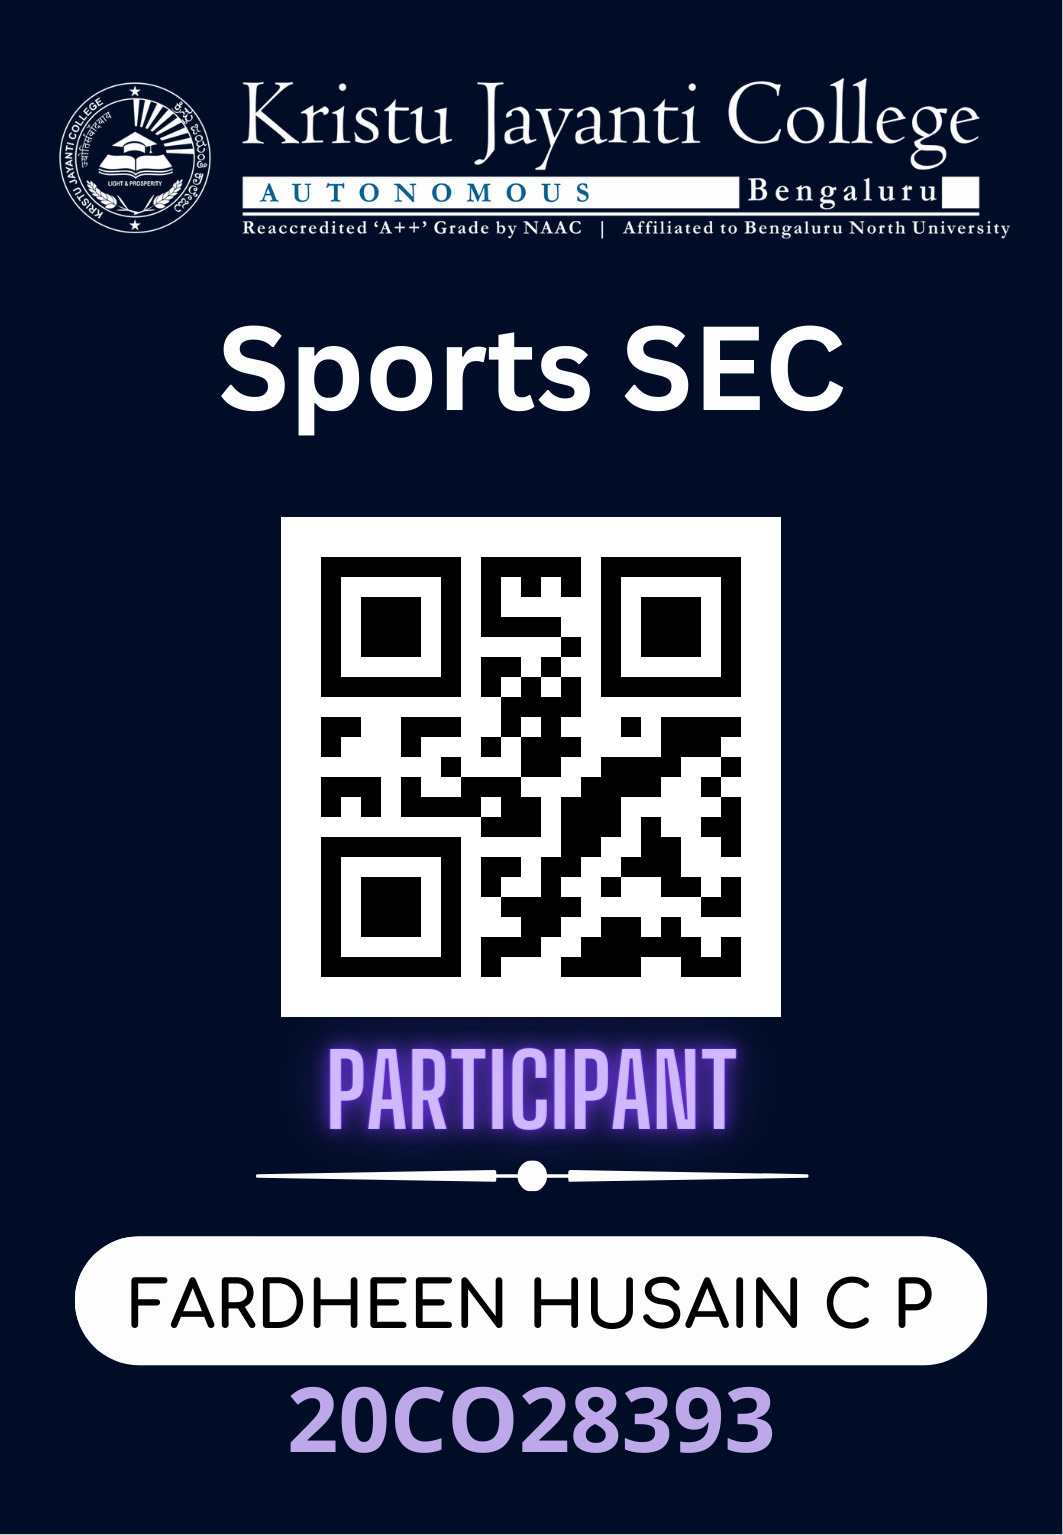 Kristu Jayanti College
AUTONOMOUS Bengaluru
Reaccredited ‘A++’ Grade by NAAC | Affiliated to Bengaluru North University
KRISTU JAYANTI COLLEGE
LIGHT & PROSPERITY
Sports SEC
PARTICIPANT
FARDHEEN HUSAIN C P
20CO28393